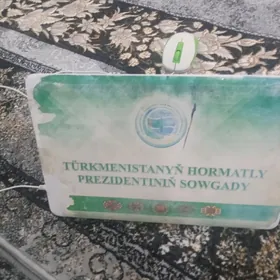 TÜRKMENISTANYŇ HORMATLY
PREZIDENTINIŇ SOWGADY